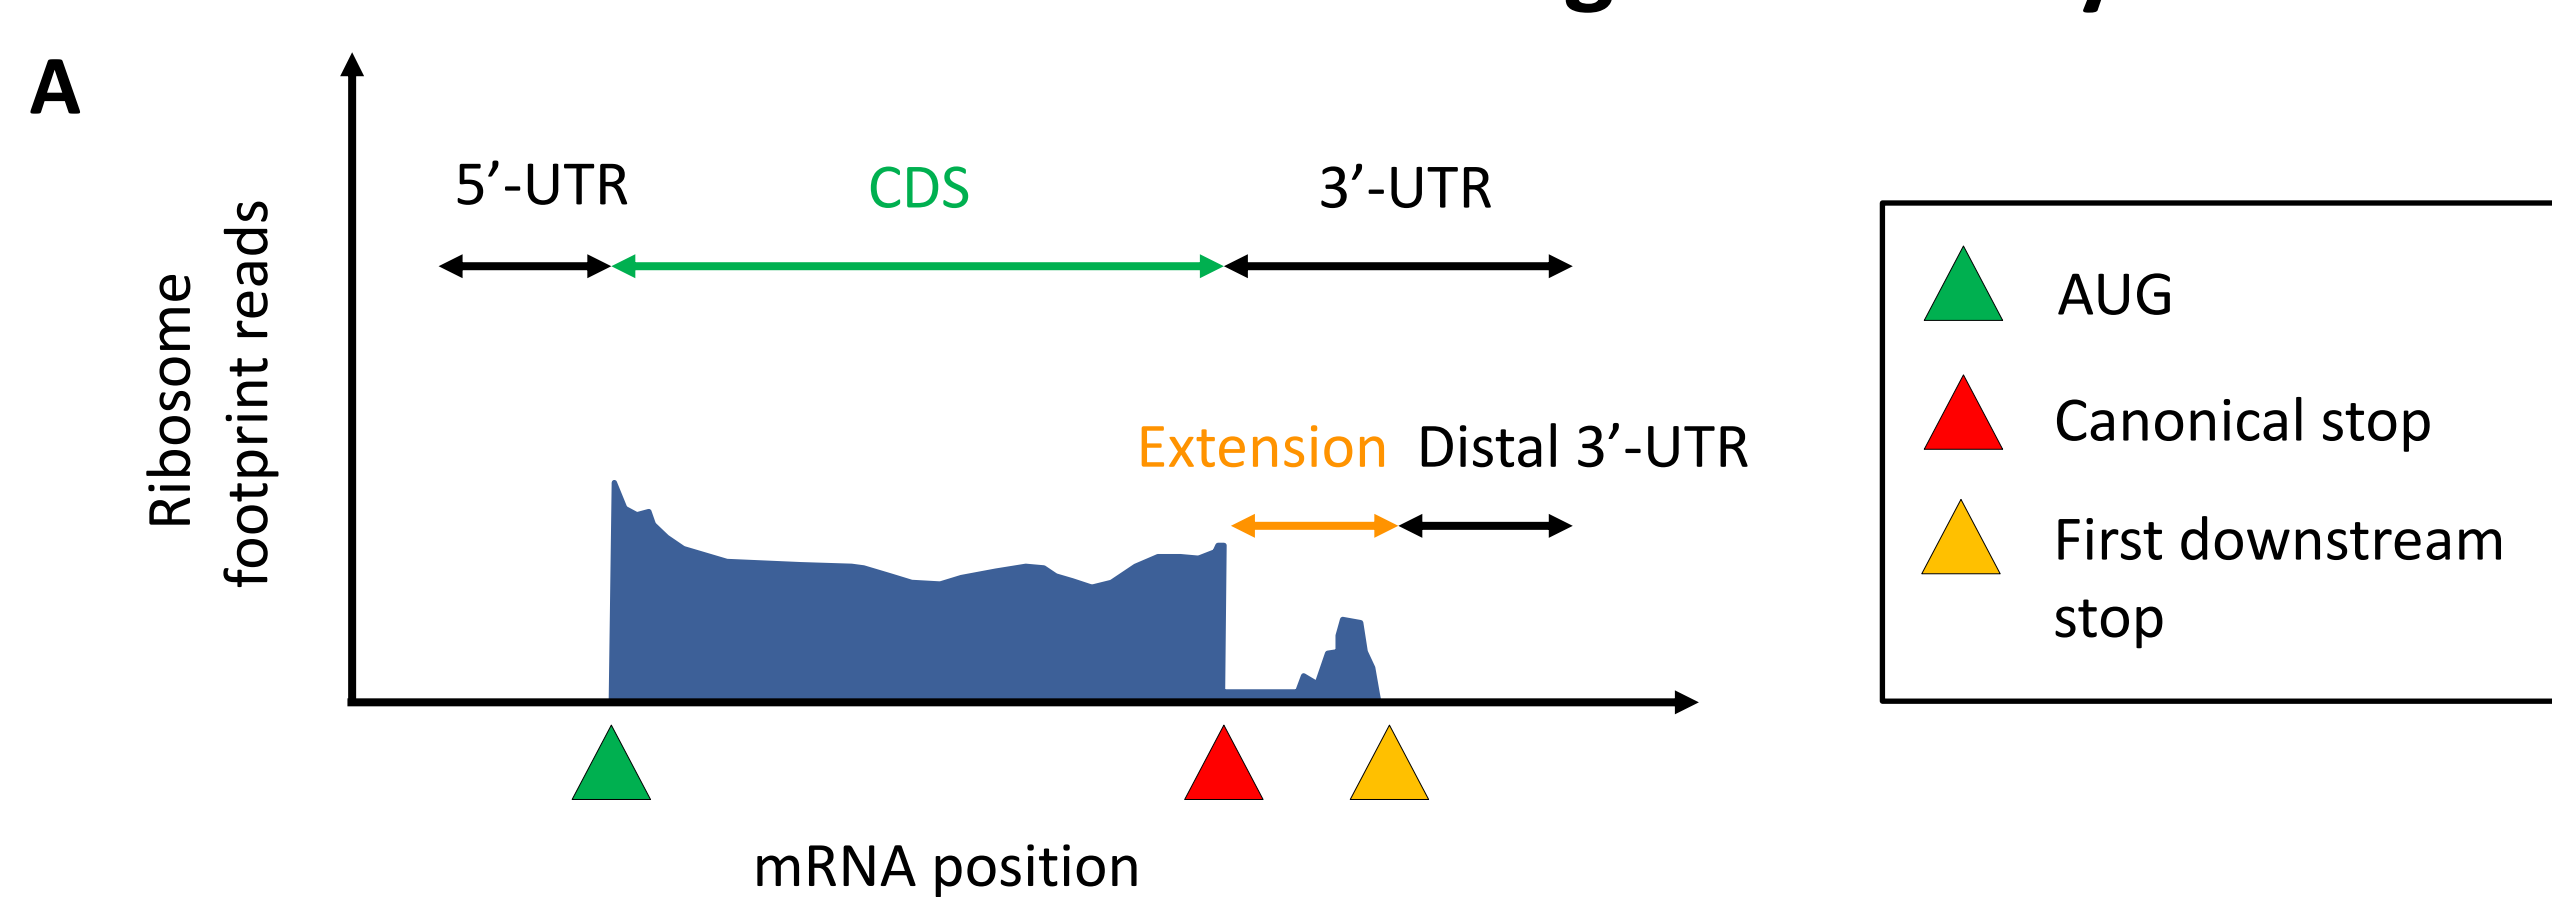 A
5’-UTR
CDS
3’-UTR
Ribosome
footprint reads
Extension
Distal 3’-UTR
mRNA position
AUG
Canonical stop
First downstream
stop